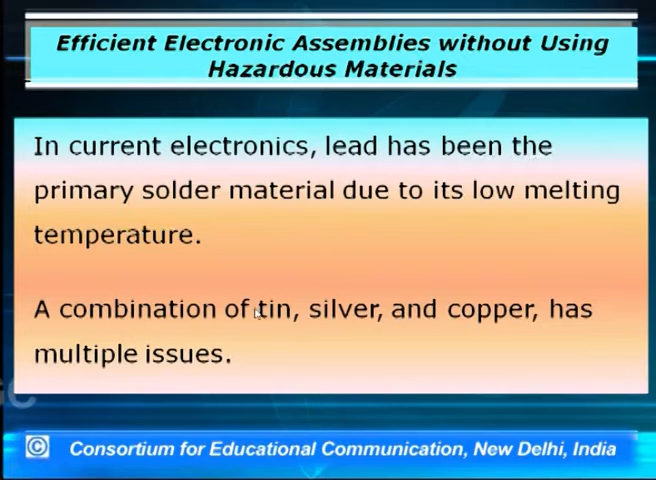 Efficient Electronic Assemblies without Using
Hazardous Materials
In current electronics, lead has been the
primary solder material due to its low melting
temperature.
A combination of tin, silver, and copper, has
multiple issues.
GC
© Consortium for Educational Communication, New Delhi, India